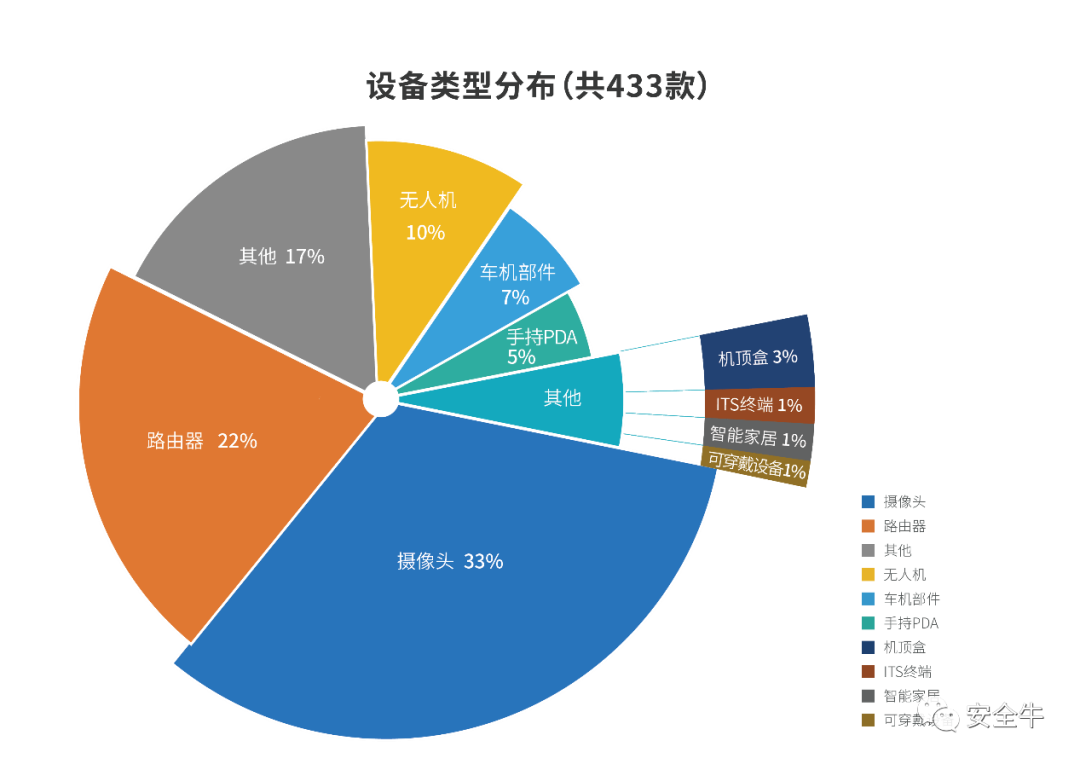 设备类型分布(共433款)
无人机
10%
其他 17%
车机部件
7%
手持PDA
5%
机顶盒 3%
其他
ITS终端 1%
智能家居 1%
可穿戴设备1%
路由器 22%
摄像头 33%
摄像头
路由器
其他
无人机
车机部件
手持PDA
机顶盒
ITS终端
智能家居
可穿戴
安全牛